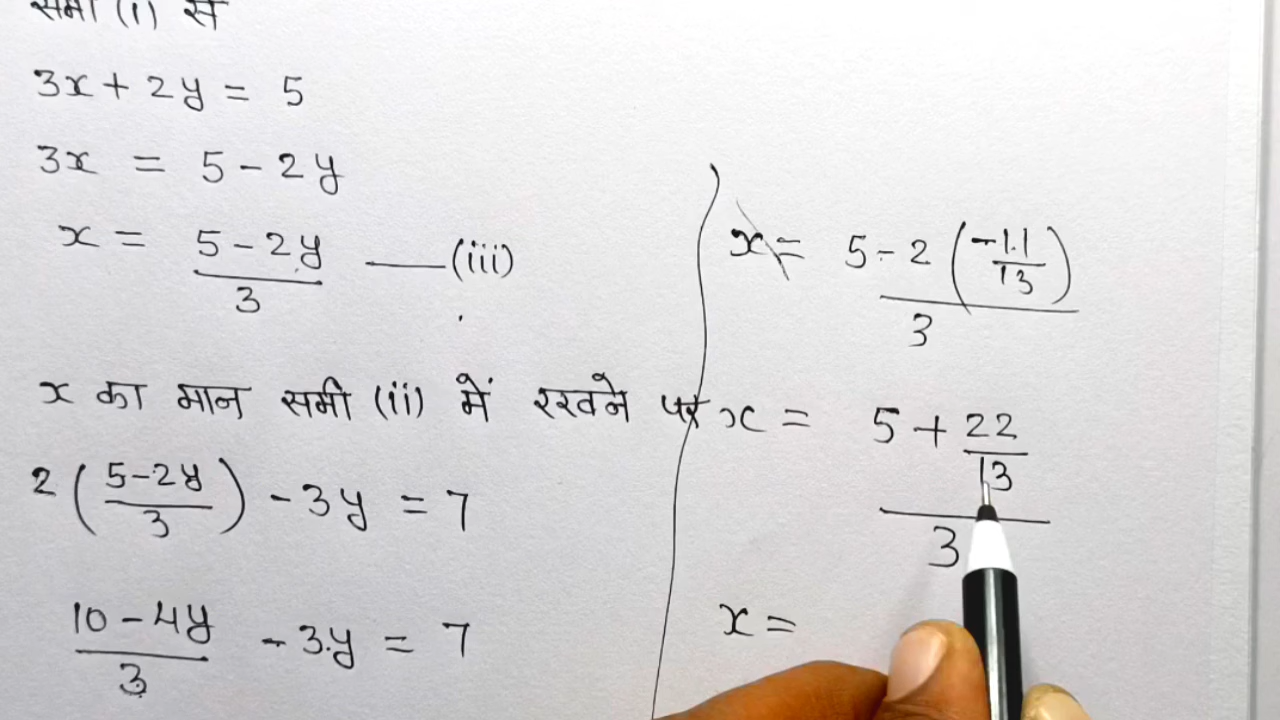 समी (i) से
3x + 2y = 5
3x = 5 - 2y
x = 5 - 2y —— (iii)
3
x का मान समी (ii) में रखने पर
2 ( 5-2y / 3 ) - 3y = 7
10 - 4y / 3 - 3y = 7
x = 5 - 2 ( -11 / 13 )
3
x = 5 + 22 / 13
3
x =